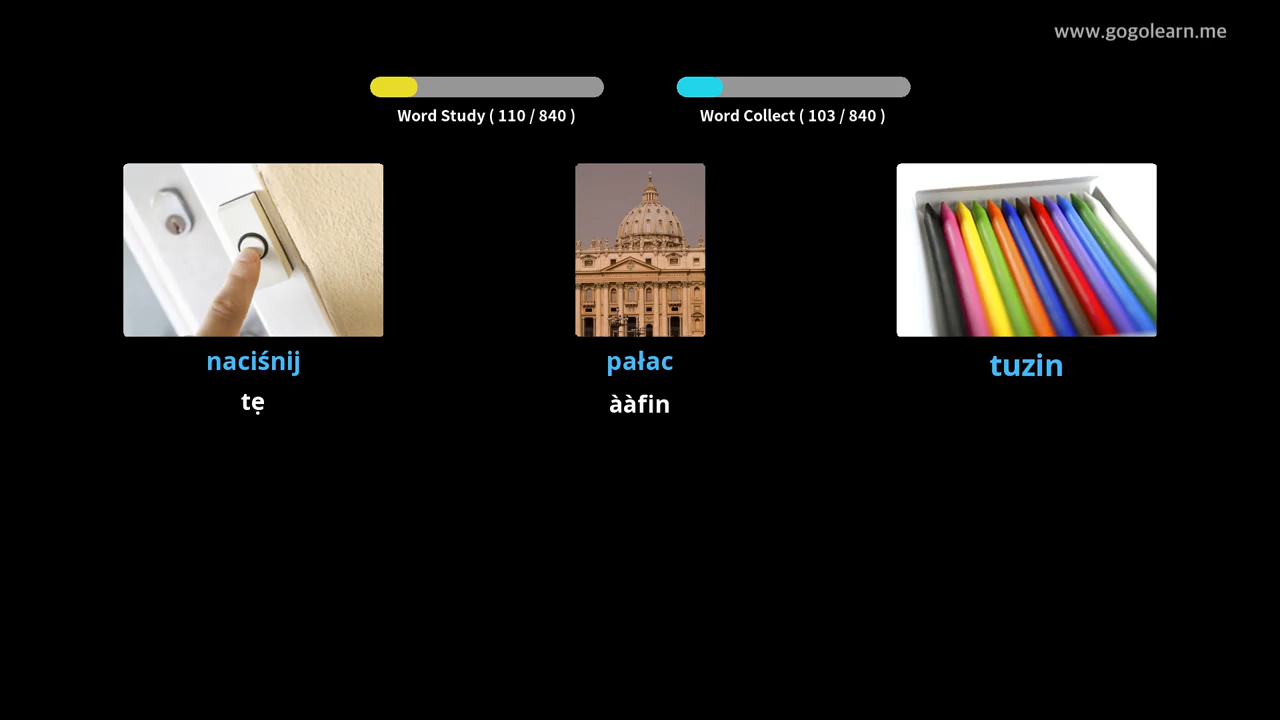 www.gogolearn.me
Word Study ( 110 / 840 )
Word Collect ( 103 / 840 )
naciśnij
pałac
tuzin
tẹ
ààfin